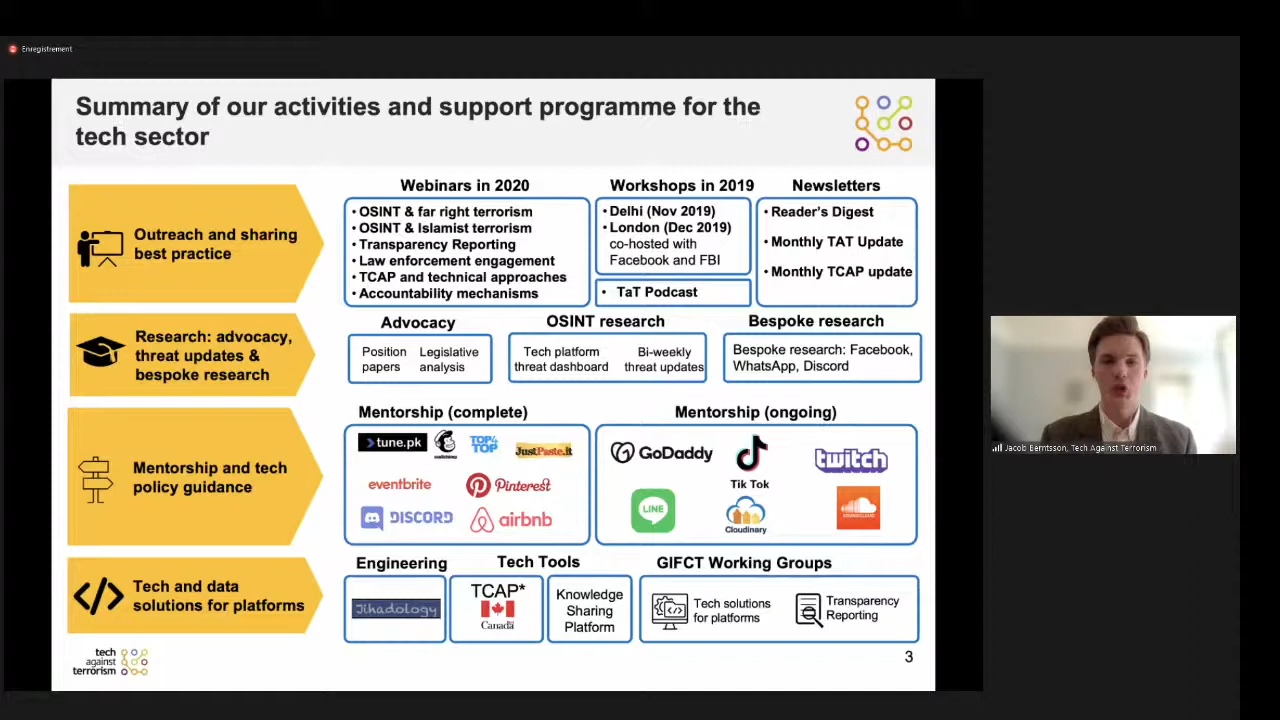 Enregistrement
Summary of our activities and support programme for the
tech sector
Outreach and sharing
best practice
Webinars in 2020
• OSINT & far right terrorism
• OSINT & Islamist terrorism
• Transparency Reporting
• Law enforcement engagement
• TCAP and technical approaches
• Accountability mechanisms
Workshops in 2019
• Delhi (Nov 2019)
• London (Dec 2019)
co-hosted with
Facebook and FBI
• TaT Podcast
Newsletters
• Reader's Digest
• Monthly TAT Update
• Monthly TCAP update
Research: advocacy,
threat updates &
bespoke research
Advocacy
Position
papers
Legislative
analysis
OSINT research
Tech platform
threat dashboard
Bi-weekly
threat updates
Bespoke research
Bespoke research: Facebook,
WhatsApp, Discord
Mentorship and tech
policy guidance
Mentorship (complete)
tune.pk
mailchimp
TOP4TOP
JustPaste.it
eventbrite
Pinterest
DISCORD
airbnb
Mentorship (ongoing)
GoDaddy
Tik Tok
twitch
LINE
Cloudinary
SOUNDCLOUD
Tech and data
solutions for platforms
Engineering
Jihadology
Tech Tools
TCAP*
Canada
Knowledge
Sharing
Platform
GIFCT Working Groups
Tech solutions
for platforms
Transparency
Reporting
tech
against
terrorism
3
Jacob Berntsson, Tech Against Terrorism